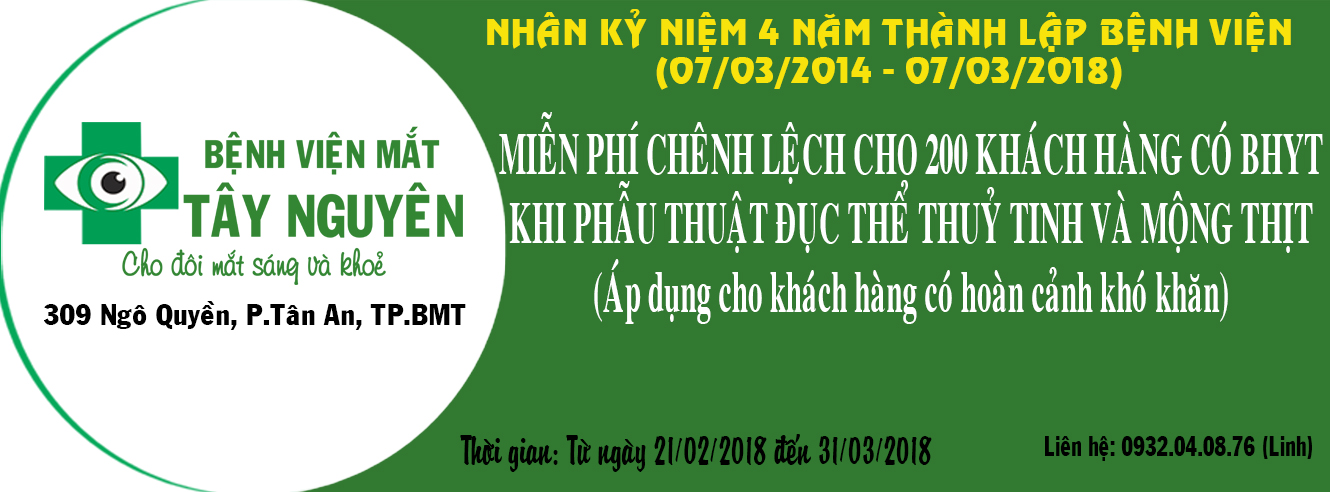 BỆNH VIỆN MẮT
TÂY NGUYÊN
Cho đôi mắt sáng và khoẻ
309 Ngô Quyền, P.Tân An, TP.BMT
NHÂN KỶ NIỆM 4 NĂM THÀNH LẬP BỆNH VIỆN
(07/03/2014 - 07/03/2018)
MIỄN PHÍ CHÊNH LỆCH CHO 200 KHÁCH HÀNG CÓ BHYT
KHI PHẪU THUẬT ĐỤC THỂ THUỶ TINH VÀ MỘNG THỊT
(Áp dụng cho khách hàng có hoàn cảnh khó khăn)
Thời gian: Từ ngày 21/02/2018 đến 31/03/2018
Liên hệ: 0932.04.08.76 (Linh)